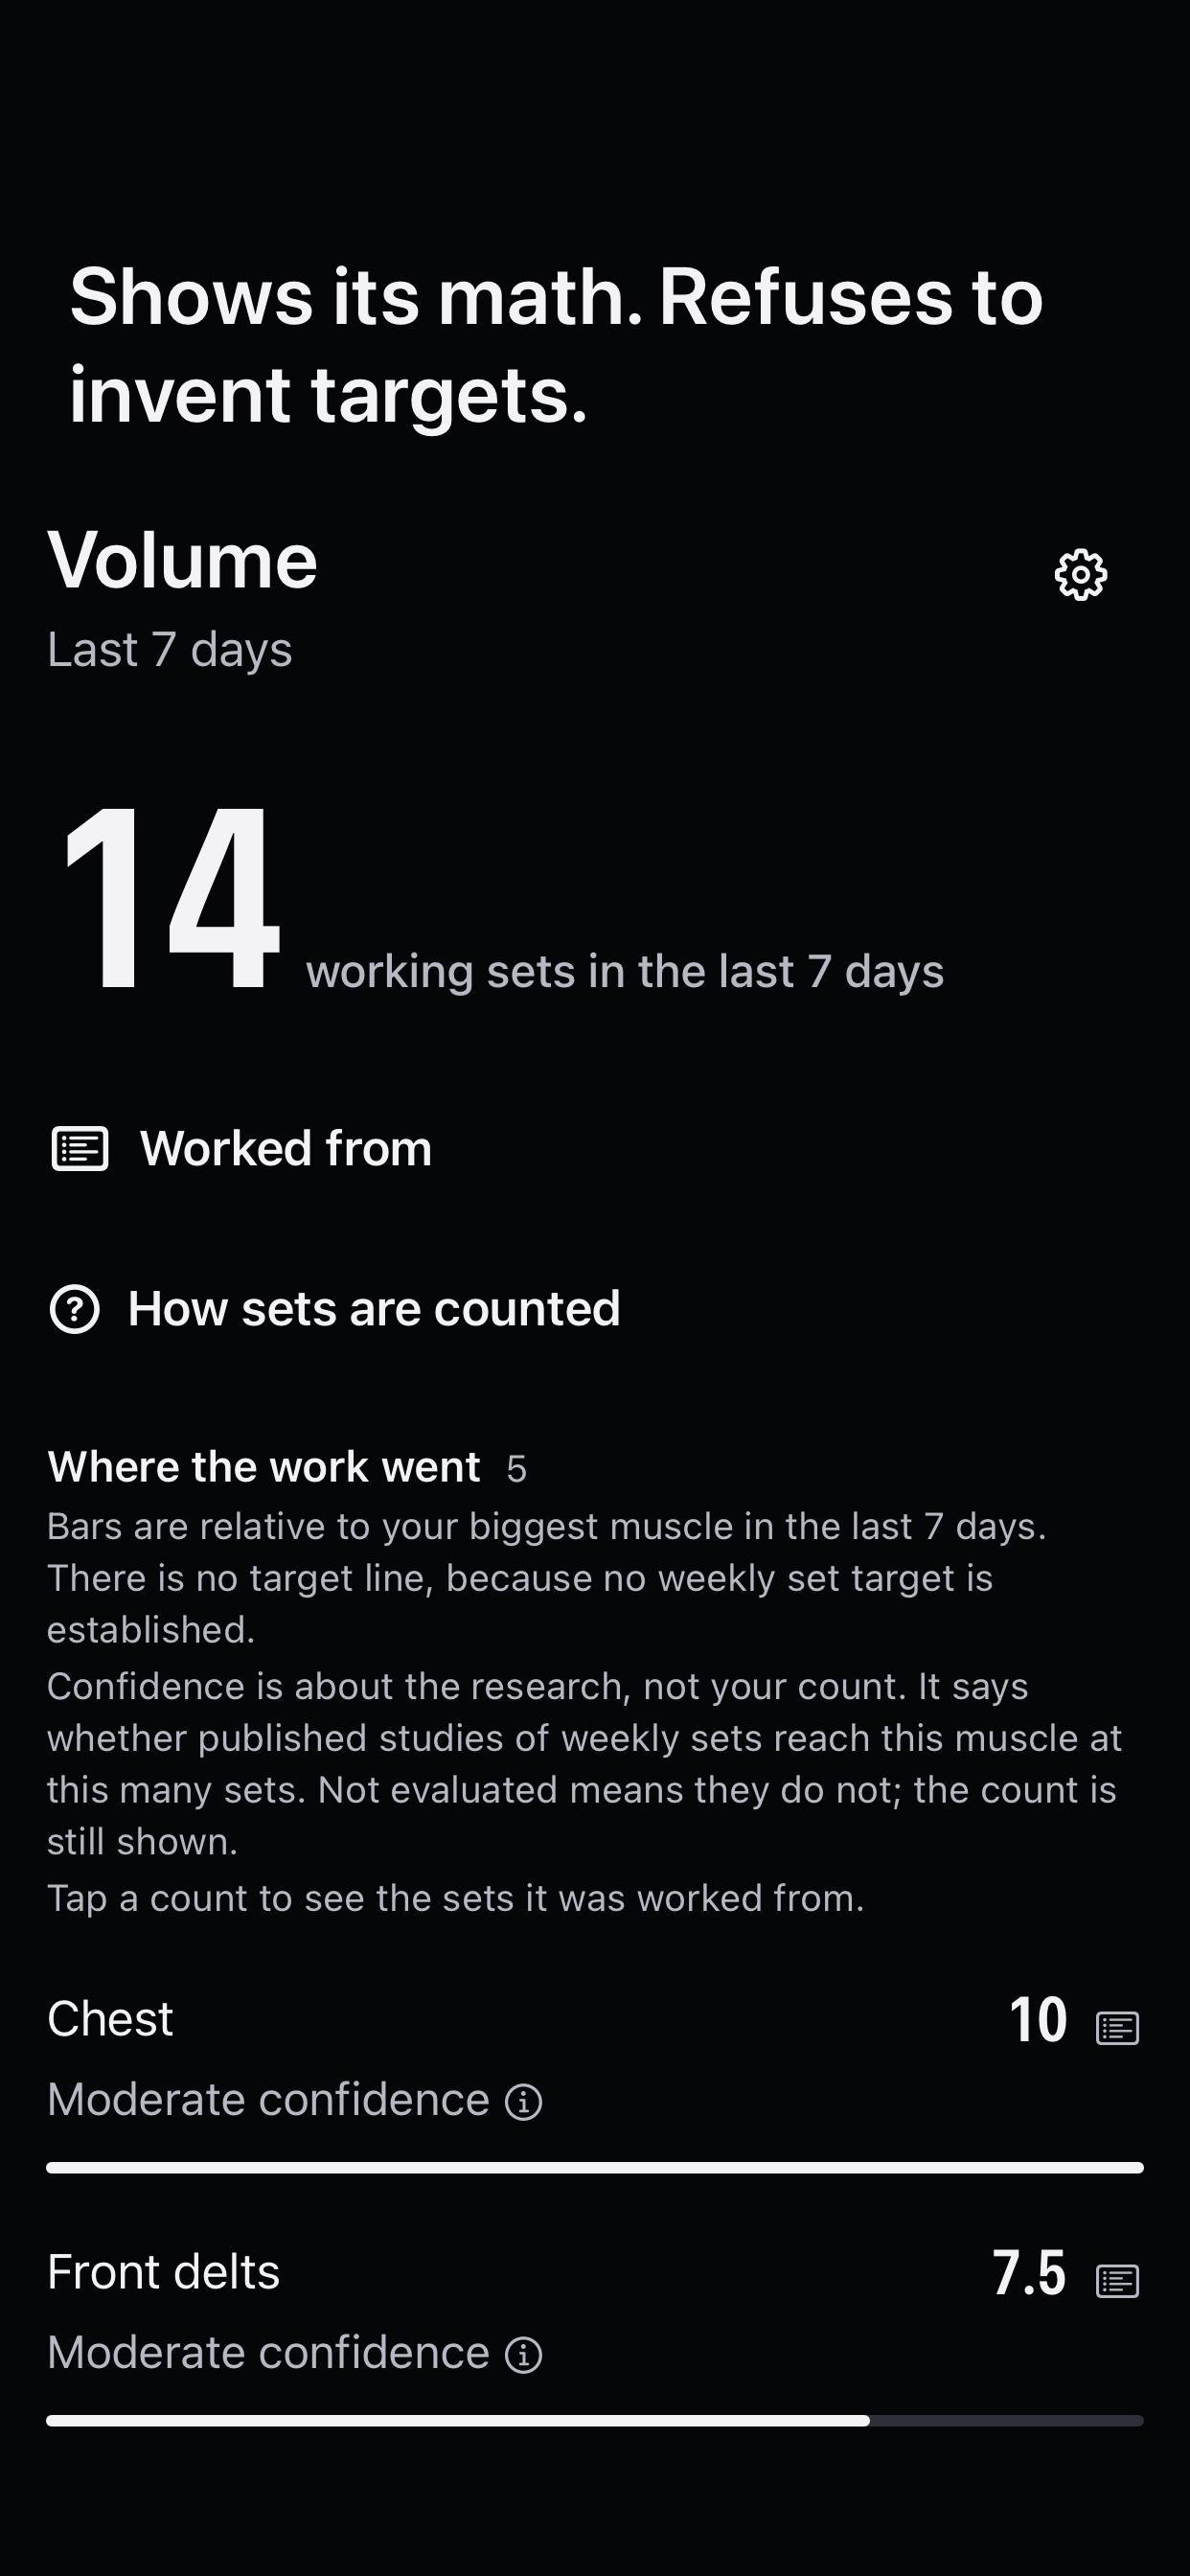 Shows its math. Refuses to
invent targets.
Volume
Last 7 days
14 working sets in the last 7 days
Worked from
How sets are counted
Where the work went 5
Bars are relative to your biggest muscle in the last 7 days.
There is no target line, because no weekly set target is
established.
Confidence is about the research, not your count. It says
whether published studies of weekly sets reach this muscle at
this many sets. Not evaluated means they do not; the count is
still shown.
Tap a count to see the sets it was worked from.
Chest 10
Moderate confidence
Front delts 7.5
Moderate confidence